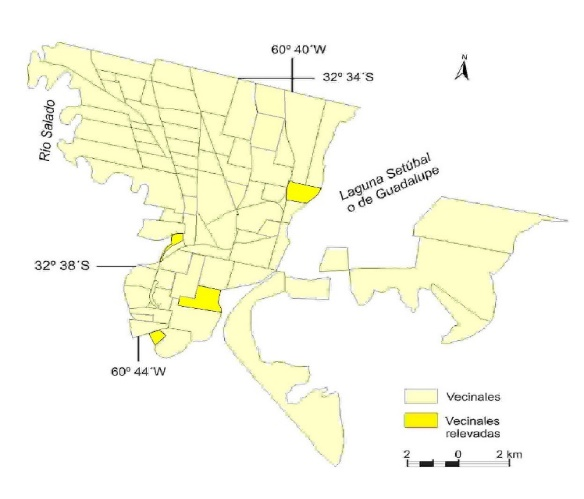 60º 40´W
N
32º 34´S
Río Salado
Laguna Setúbal
o de Guadalupe
32º 38´S
60º 44´W
Vecinales
Vecinales
relevadas
2 0 2 km